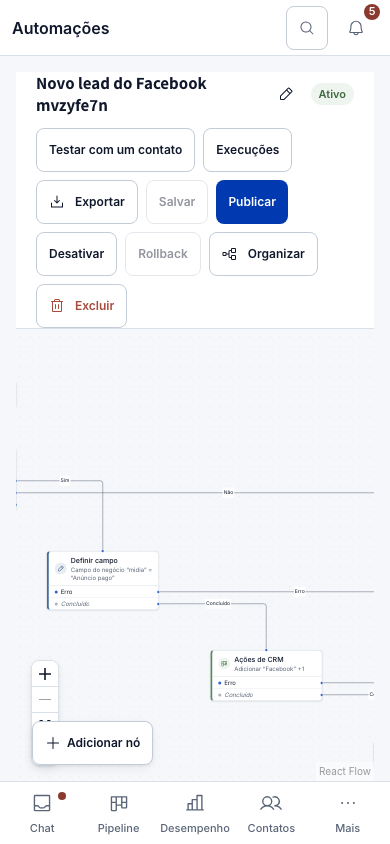 Automações
5
Novo lead do Facebook
mvzyfe7n
Ativo
Testar com um contato
Execuções
Exportar
Salvar
Publicar
Desativar
Rollback
Organizar
Excluir
Sim
Não
Definir campo
Campo do negócio "midia" =
"Anúncio pago"
Erro
Concluído
Erro
Concluído
Ações de CRM
Adicionar "Facebook" +1
Erro
Concluído
Adicionar nó
React Flow
Chat
Pipeline
Desempenho
Contatos
Mais